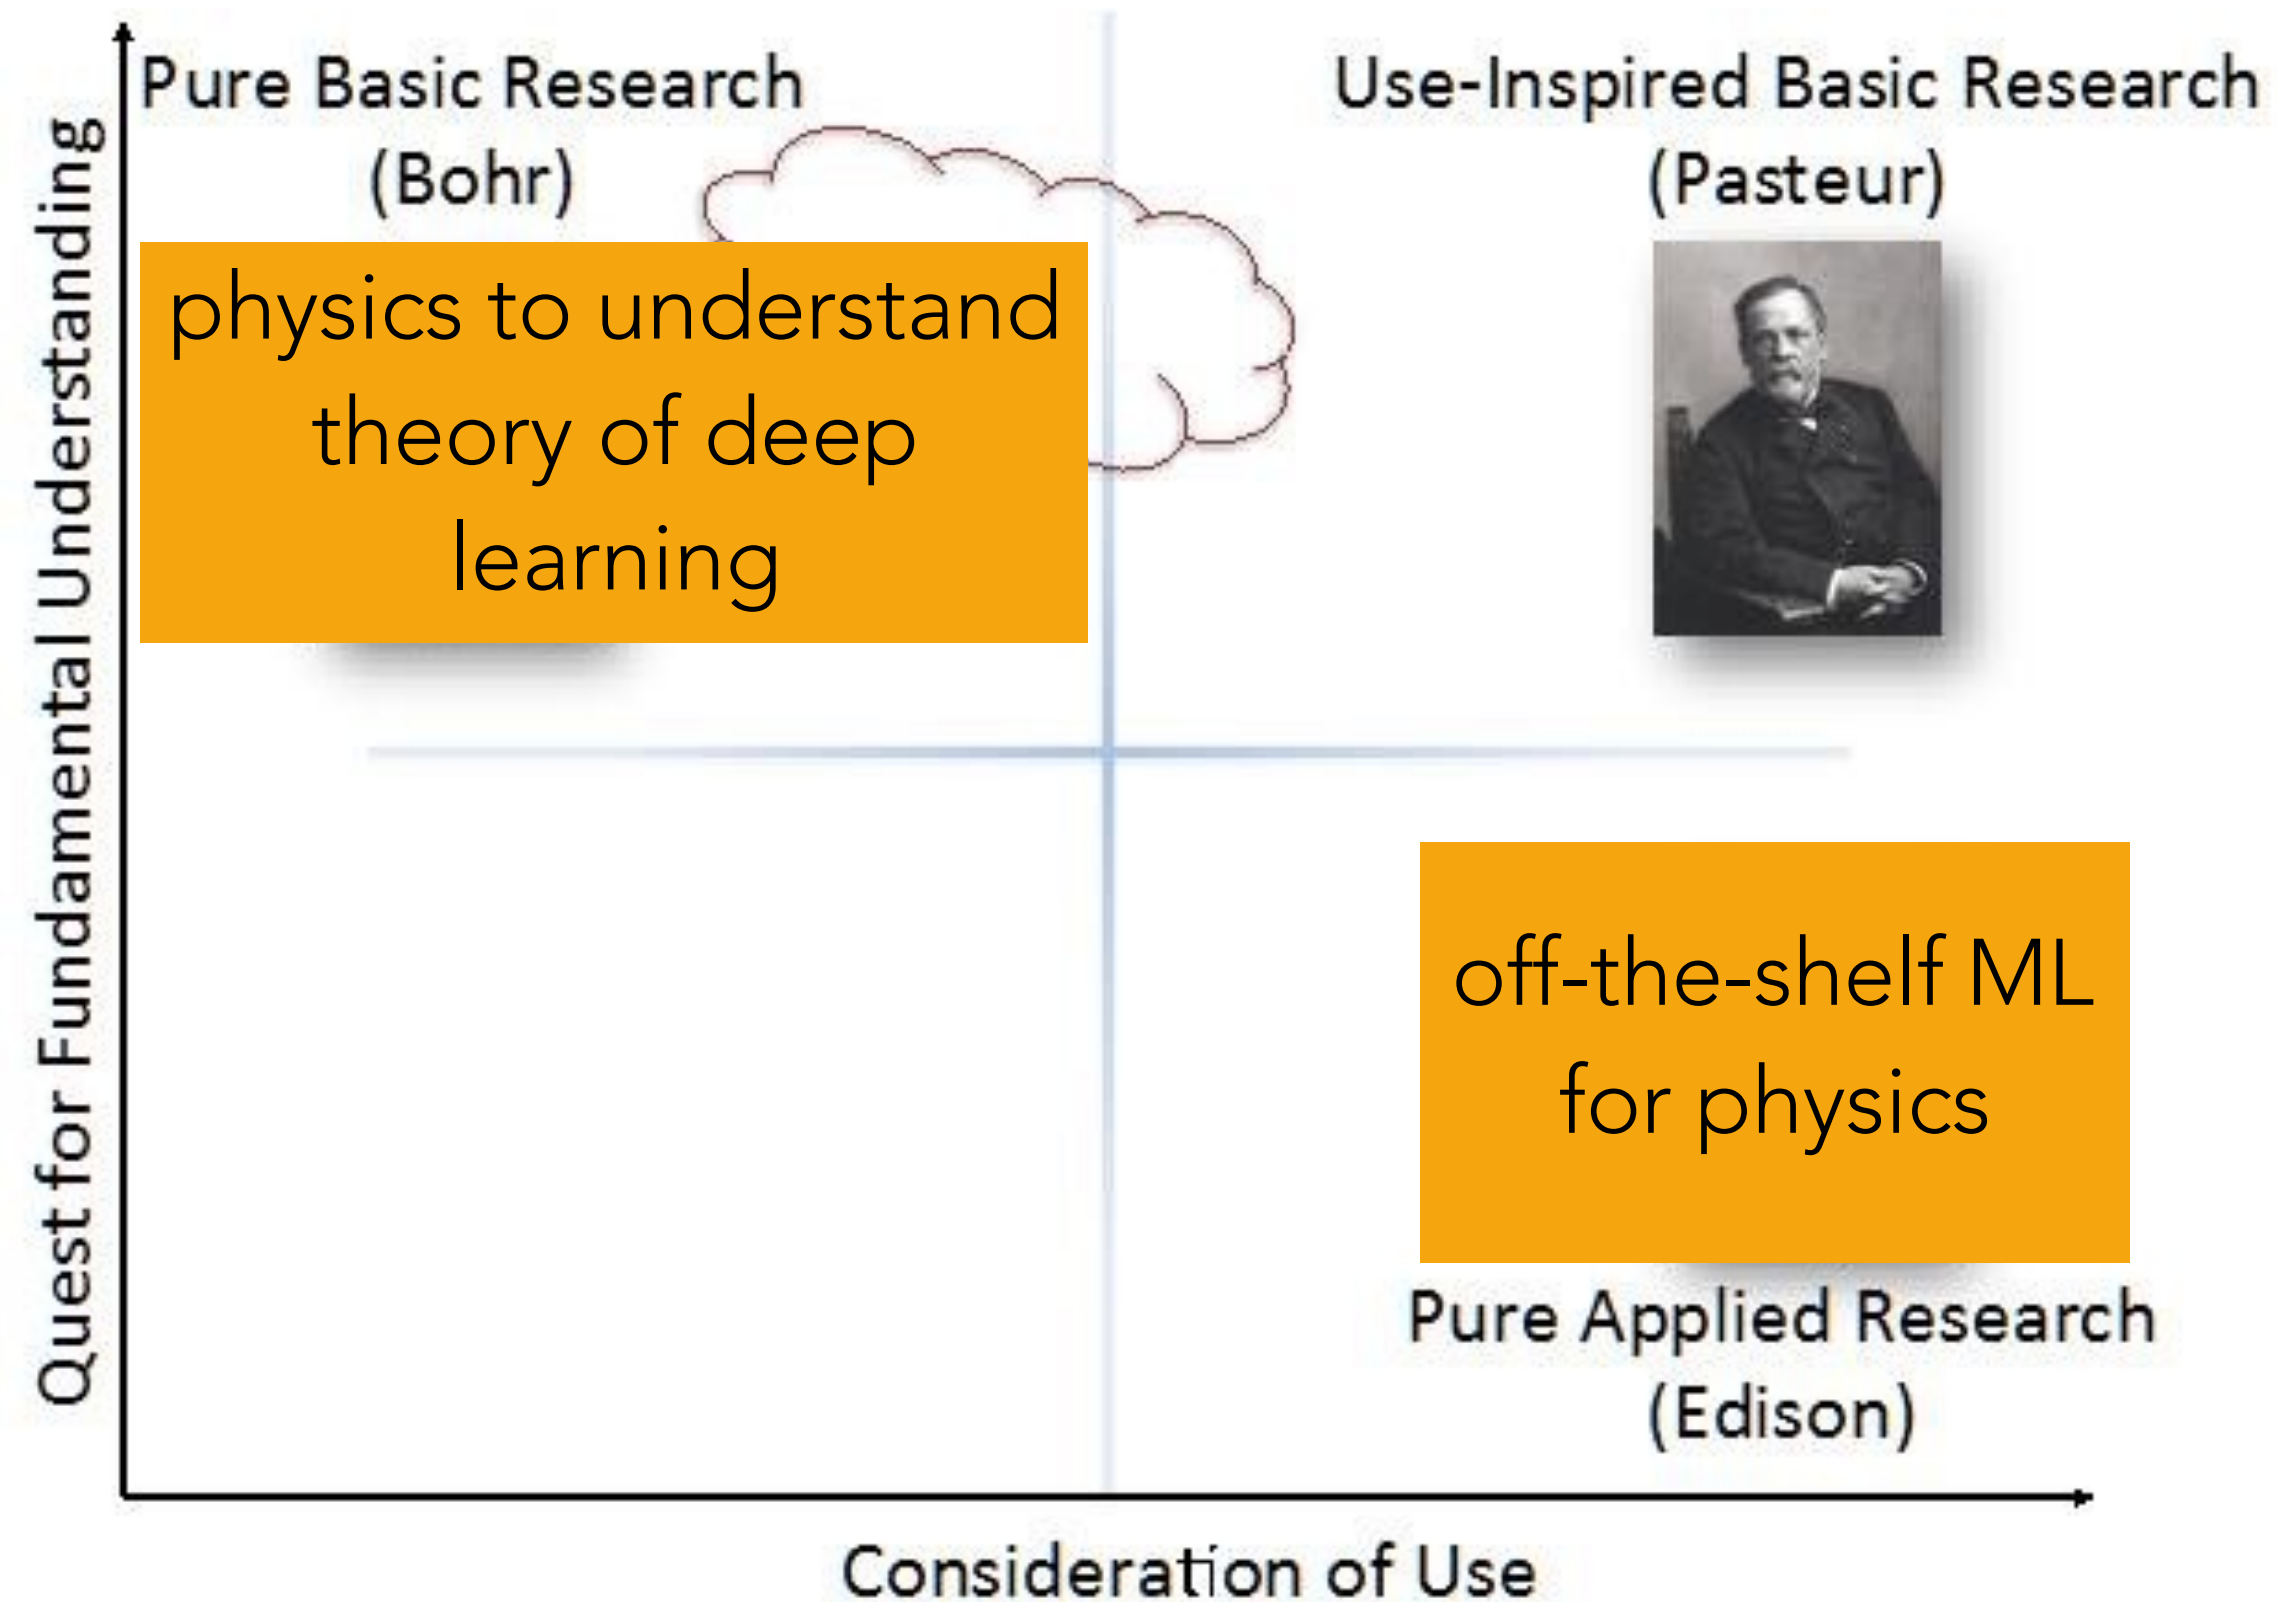 Pure Basic Research
(Bohr)
Use-Inspired Basic Research
(Pasteur)
physics to understand
theory of deep
learning
Quest for Fundamental Understanding
off-the-shelf ML
for physics
Pure Applied Research
(Edison)
Consideration of Use